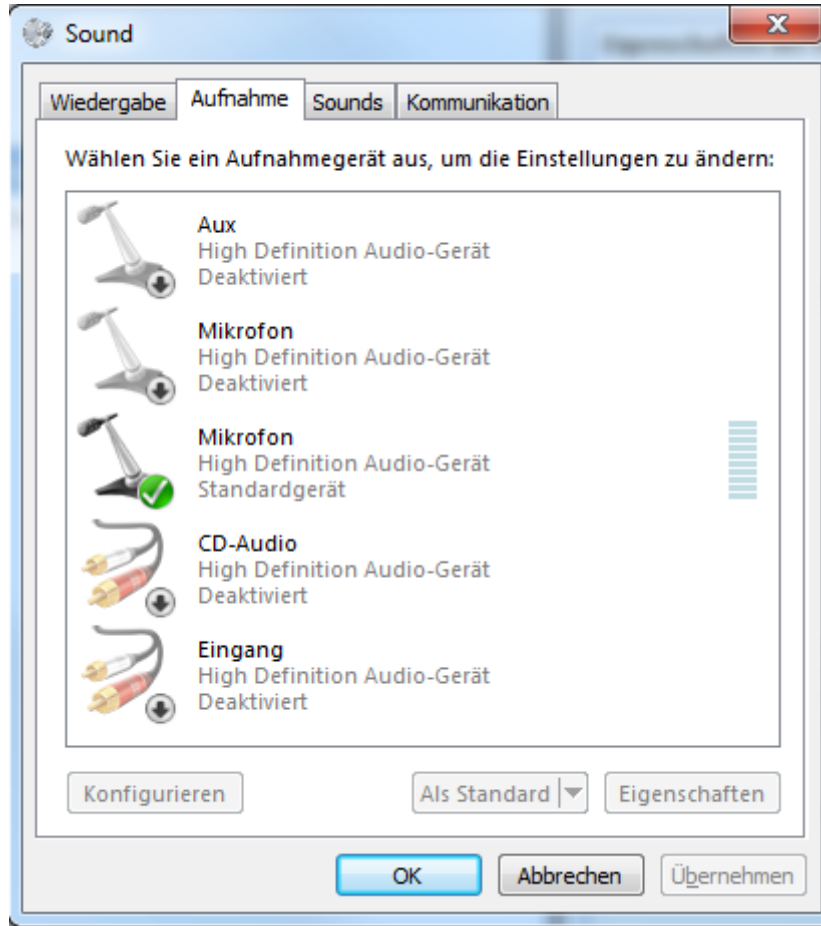 Sound
Wiedergabe Aufnahme Sounds Kommunikation
Wählen Sie ein Aufnahmegerät aus, um die Einstellungen zu ändern:
Aux
High Definition Audio-Gerät
Deaktiviert
Mikrofon
High Definition Audio-Gerät
Deaktiviert
Mikrofon
High Definition Audio-Gerät
Standardgerät
CD-Audio
High Definition Audio-Gerät
Deaktiviert
Eingang
High Definition Audio-Gerät
Deaktiviert
Konfigurieren Als Standard Eigenschaften
OK Abbrechen Übernehmen